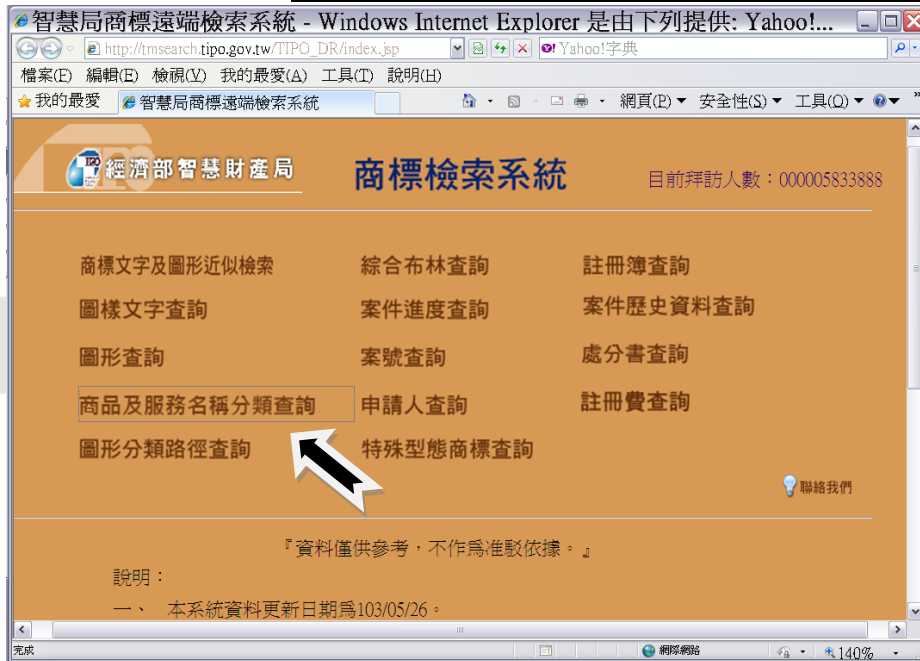 智慧局商標遠端檢索系統 - Windows Internet Explorer 是由下列提供: Yahoo!...
http://tmsearch.tipo.gov.tw/TIPO_DR/index.jsp Yahoo!字典
檔案(F) 編輯(E) 檢視(V) 我的最愛(A) 工具(T) 說明(H)
我的最愛 智慧局商標遠端檢索系統 網頁(P) 安全性(S) 工具(O) »
TIPO 經濟部智慧財產局 商標檢索系統 目前拜訪人數：000005833888
商標文字及圖形近似檢索 綜合布林查詢 註冊簿查詢
圖樣文字查詢 案件進度查詢 案件歷史資料查詢
圖形查詢 案號查詢 處分書查詢
商品及服務名稱分類查詢 申請人查詢 註冊費查詢
圖形分類路徑查詢 特殊型態商標查詢
聯絡我們
『資料僅供參考，不作為准駁依據。』
說明：
一、 本系統資料更新日期為103/05/26。
完成 網際網路 140%